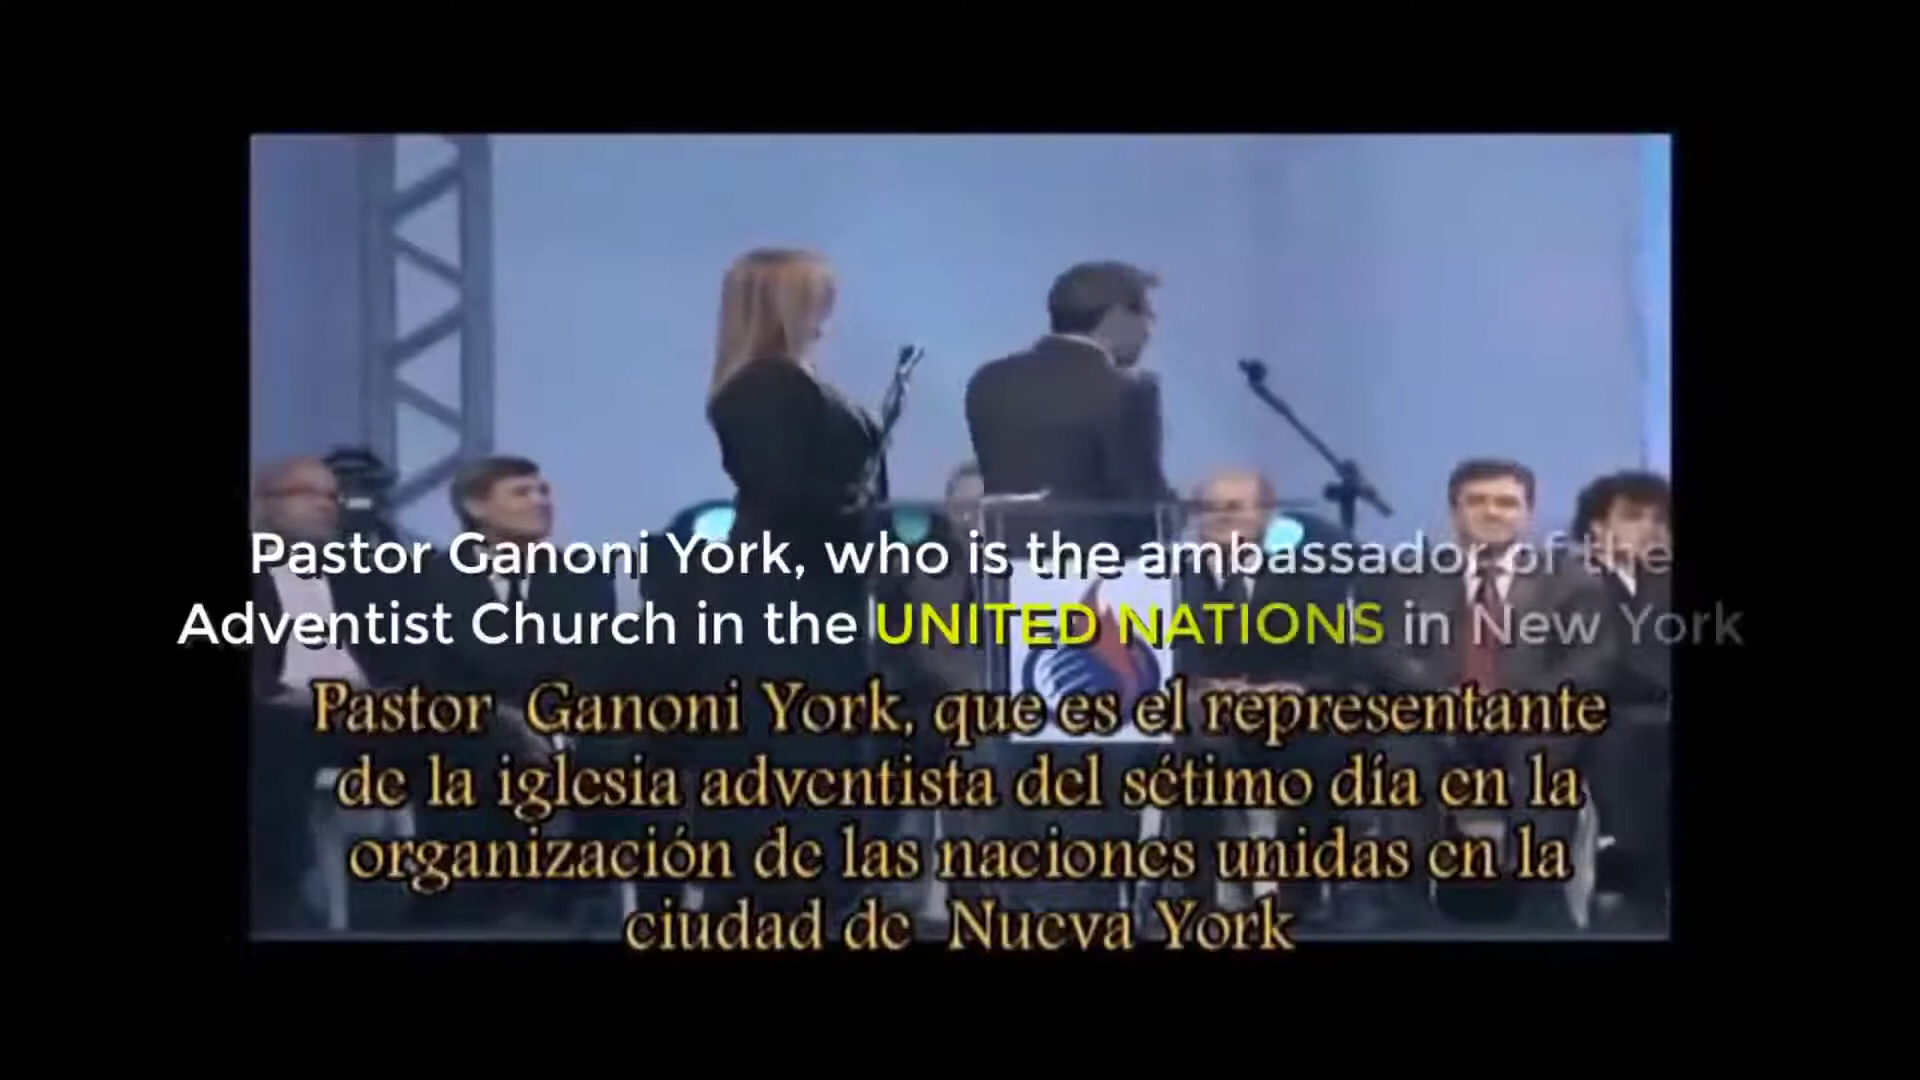 Pastor Ganoni York, who is the ambassador of the
Adventist Church in the UNITED NATIONS in New York
Pastor Ganoni York, que es el representante
de la iglesia adventista del sétimo día en la
organización de las naciones unidas en la
ciudad de Nueva York